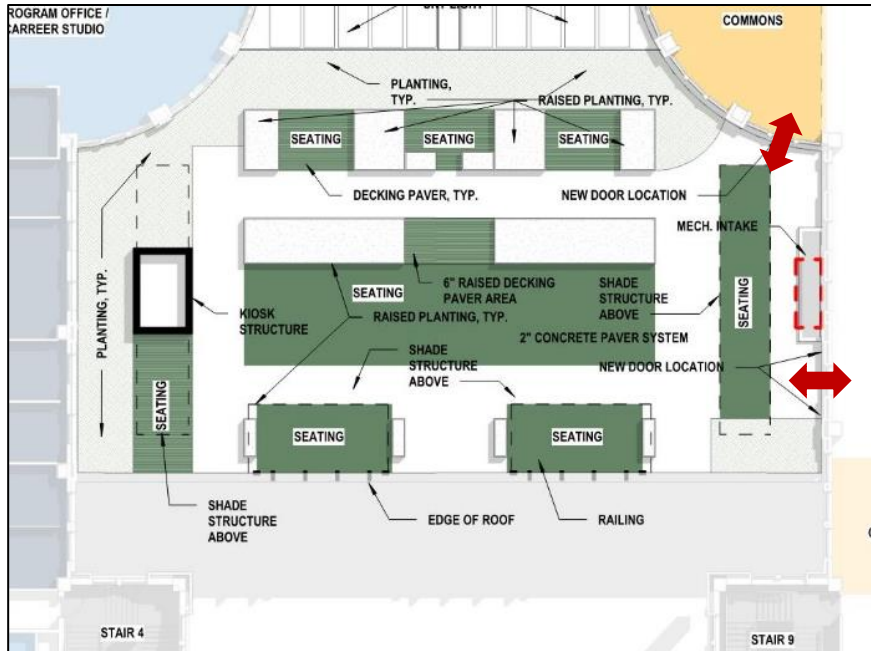 ROGRAM OFFICE /
CARREER STUDIO
COMMONS
PLANTING,
TYP.
RAISED PLANTING, TYP.
SEATING
SEATING
SEATING
DECKING PAVER, TYP.
NEW DOOR LOCATION
MECH. INTAKE
PLANTING, TYP.
KIOSK
STRUCTURE
SEATING
6" RAISED DECKING
PAVER AREA
RAISED PLANTING, TYP.
SHADE
STRUCTURE
ABOVE
SEATING
2" CONCRETE PAVER SYSTEM
SHADE
STRUCTURE
ABOVE
NEW DOOR LOCATION
SEATING
SEATING
SEATING
SHADE
STRUCTURE
ABOVE
EDGE OF ROOF
RAILING
STAIR 4
STAIR 9